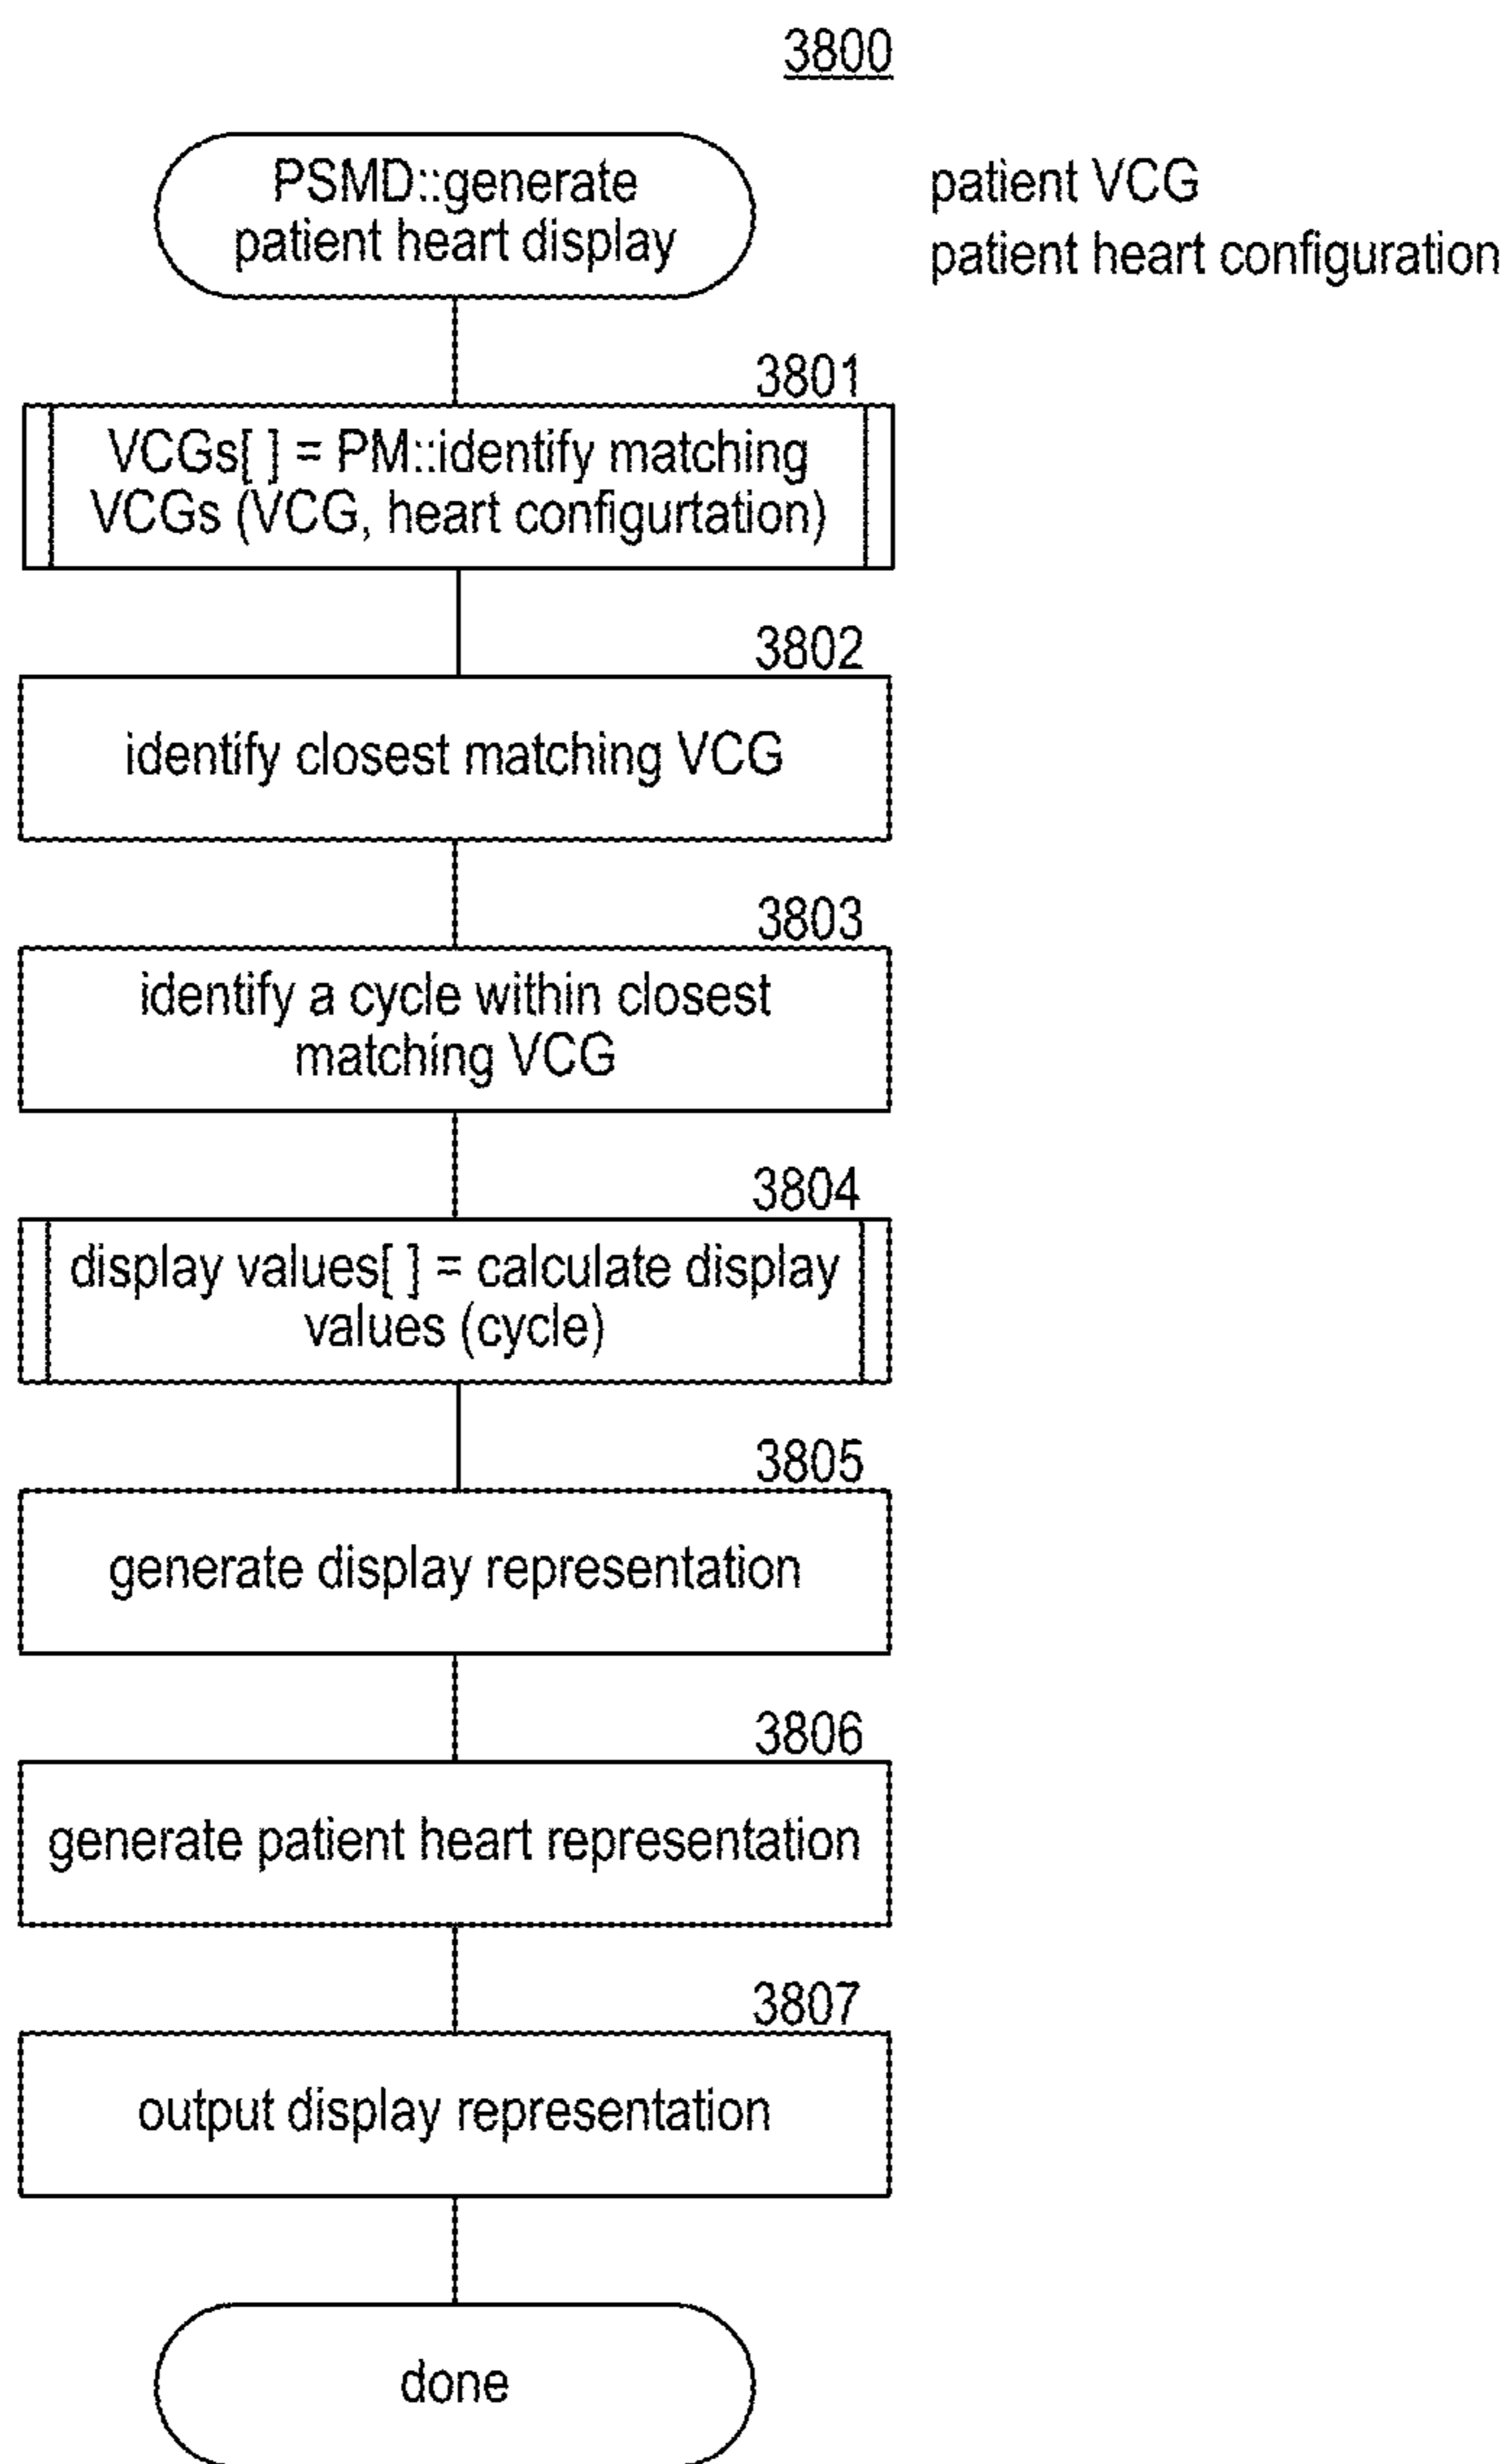 3800
PSMD::generate
patient heart display
patient VCG
patient heart configuration
3801
VCGs[ ] = PM::identify matching
VCGs (VCG, heart configurtation)
3802
identify closest matching VCG
3803
identify a cycle within closest
matching VCG
3804
display values[ ] = calculate display
values (cycle)
3805
generate display representation
3806
generate patient heart representation
3807
output display representation
done